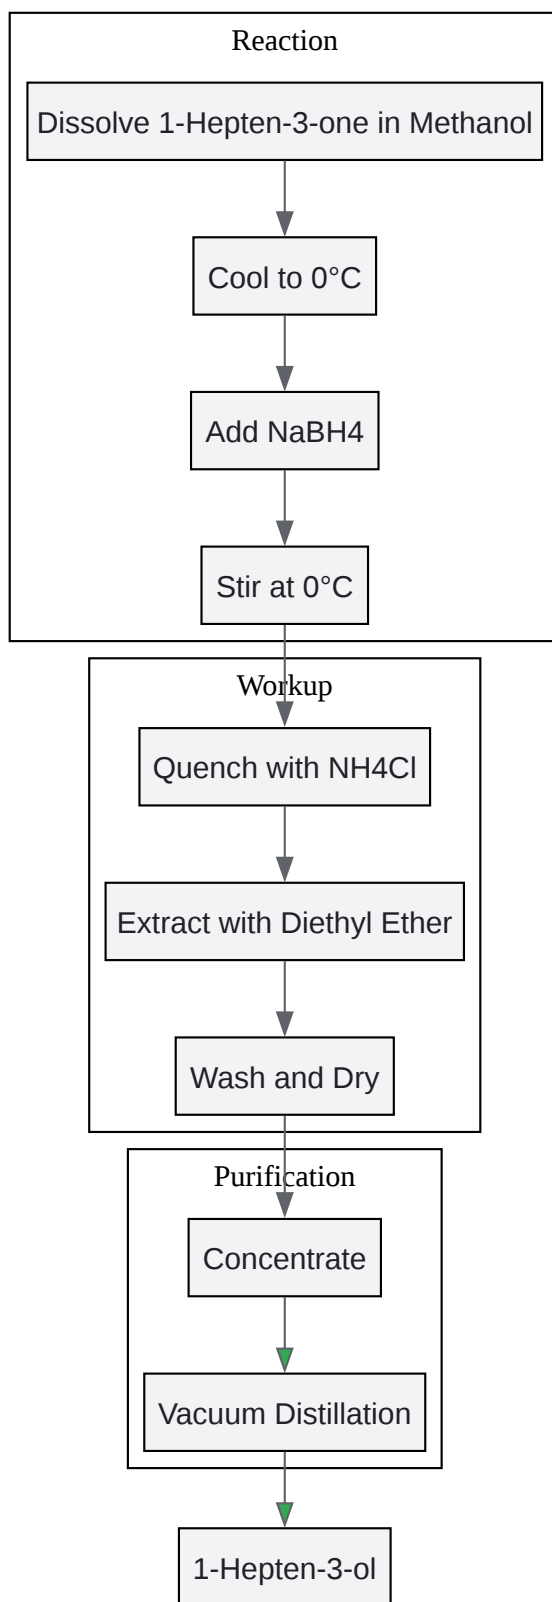 Reaction
Dissolve 1-Hepten-3-one in Methanol
Cool to 0°C
Add NaBH4
Stir at 0°C
Workup
Quench with NH4Cl
Extract with Diethyl Ether
Wash and Dry
Purification
Concentrate
Vacuum Distillation
1-Hepten-3-ol